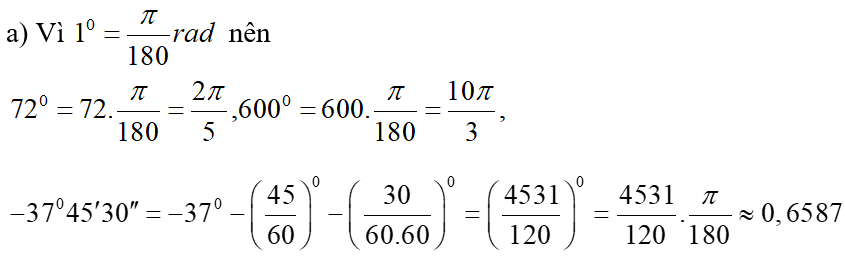 a) Vì 1⁰ = π/180 rad nên
72⁰ = 72.π/180 = 2π/5 ,600⁰ = 600.π/180 = 10π/3 ,
−37⁰45′30″ = −37⁰ − (45/60)⁰ − (30/60.60)⁰ = (4531/120)⁰ = 4531/120 . π/180 ≈ 0,6587